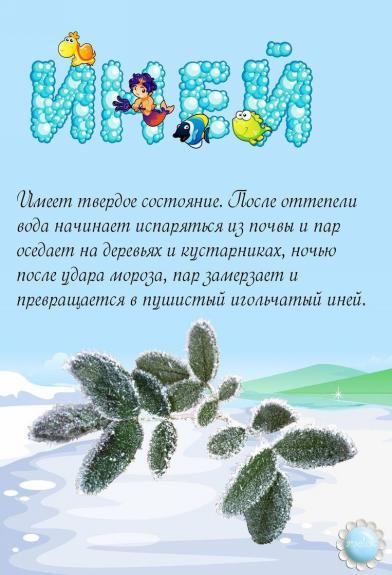 ИНЕЙ
Имеет твердое состояние. После оттепели
вода начинает испаряться из почвы и пар
оседает на деревьях и кустарниках, ночью
после удара мороза, пар замерзает и
превращается в пушистый игольчатый иней.